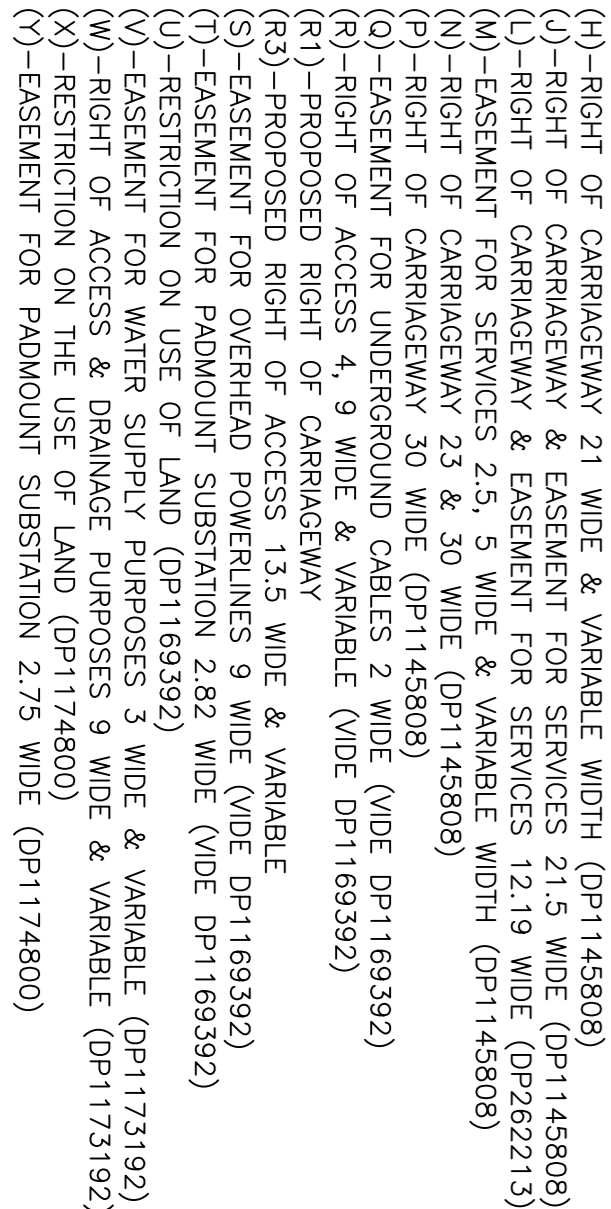 (H)-RIGHT OF CARRIAGEWAY 21 WIDE & VARIABLE WIDTH (DP1145808)
(J)-RIGHT OF CARRIAGEWAY & EASEMENT FOR SERVICES 21.5 WIDE (DP1145808)
(L)-RIGHT OF CARRIAGEWAY & EASEMENT FOR SERVICES 12.19 WIDE (DP262213)
(M)-EASEMENT FOR SERVICES 2.5, 5 WIDE & VARIABLE WIDTH (DP1145808)
(N)-RIGHT OF CARRIAGEWAY 23 & 30 WIDE (DP1145808)
(P)-RIGHT OF CARRIAGEWAY 30 WIDE (DP1145808)
(Q)-EASEMENT FOR UNDERGROUND CABLES 2 WIDE (VIDE DP1169392)
(R)-RIGHT OF ACCESS 4, 9 WIDE & VARIABLE (VIDE DP1169392)
(R1)-PROPOSED RIGHT OF CARRIAGEWAY
(R3)-PROPOSED RIGHT OF ACCESS 13.5 WIDE & VARIABLE
(S)-EASEMENT FOR OVERHEAD POWERLINES 9 WIDE (VIDE DP1169392)
(T)-EASEMENT FOR PADMOUNT SUBSTATION 2.82 WIDE (VIDE DP1169392)
(U)-RESTRICTION ON USE OF LAND (DP1169392)
(V)-EASEMENT FOR WATER SUPPLY PURPOSES 3 WIDE & VARIABLE (DP1173192)
(W)-RIGHT OF ACCESS & DRAINAGE PURPOSES 9 WIDE & VARIABLE (DP1173192)
(X)-RESTRICTION ON THE USE OF LAND (DP1174800)
(Y)-EASEMENT FOR PADMOUNT SUBSTATION 2.75 WIDE (DP1174800)